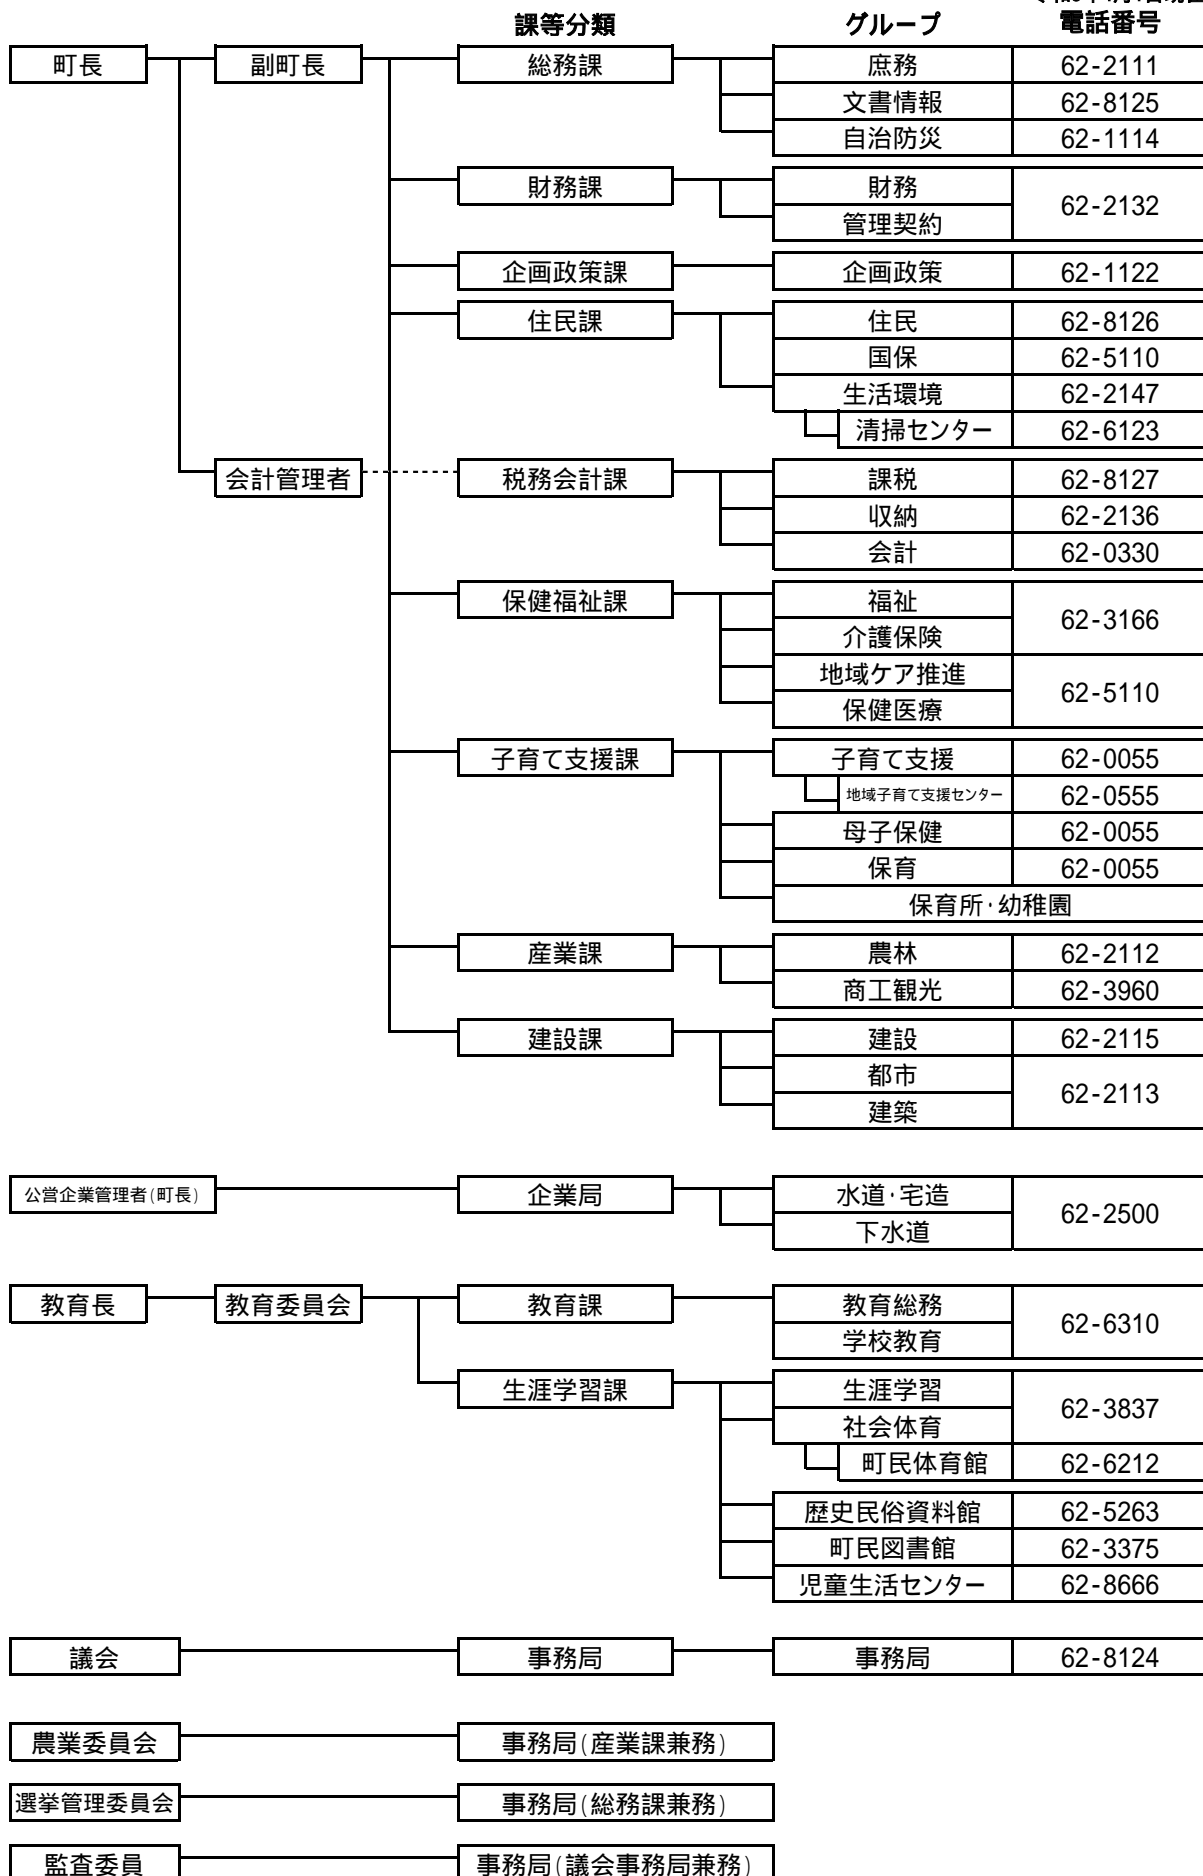 課等分類 グループ 電話番号
町長 副町長 総務課 庶務 62-2111
文書情報 62-8125
自治防災 62-1114
財務課 財務 62-2132
管理契約
企画政策課 企画政策 62-1122
住民課 住民 62-8126
国保 62-5110
生活環境 62-2147
清掃センター 62-6123
会計管理者 税務会計課 課税 62-8127
収納 62-2136
会計 62-0330
保健福祉課 福祉 62-3166
介護保険
地域ケア推進 62-5110
保健医療
子育て支援課 子育て支援 62-0055
地域子育て支援センター 62-0555
母子保健 62-0055
保育 62-0055
保育所・幼稚園
産業課 農林 62-2112
商工観光 62-3960
建設課 建設 62-2115
都市 62-2113
建築
公営企業管理者(町長) 企業局 水道・宅造 62-2500
下水道
教育長 教育委員会 教育課 教育総務 62-6310
学校教育
生涯学習課 生涯学習 62-3837
社会体育
町民体育館 62-6212
歴史民俗資料館 62-5263
町民図書館 62-3375
児童生活センター 62-8666
議会 事務局 事務局 62-8124
農業委員会 事務局(産業課兼務)
選挙管理委員会 事務局(総務課兼務)
監査委員 事務局(議会事務局兼務)